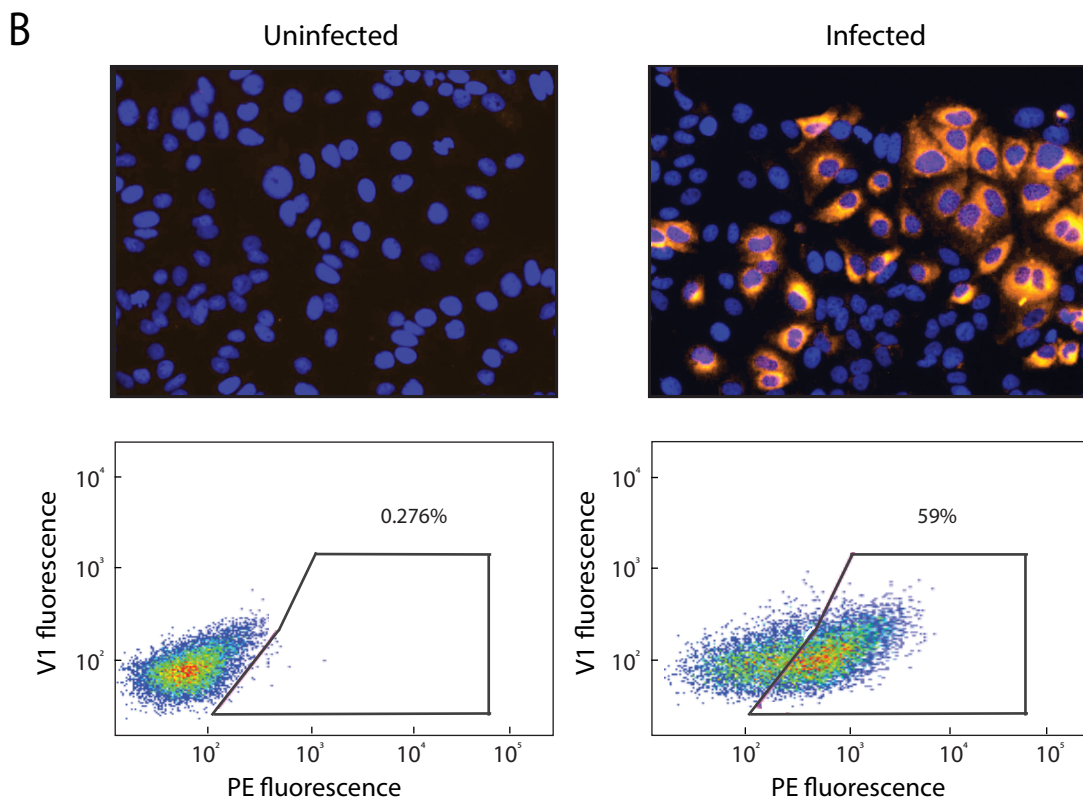 B
Uninfected
Infected
10⁴
10³
10²
V1 fluorescence
0.276%
10² 10³ 10⁴ 10⁵
PE fluorescence
10⁴
10³
10²
V1 fluorescence
59%
10² 10³ 10⁴ 10⁵
PE fluorescence